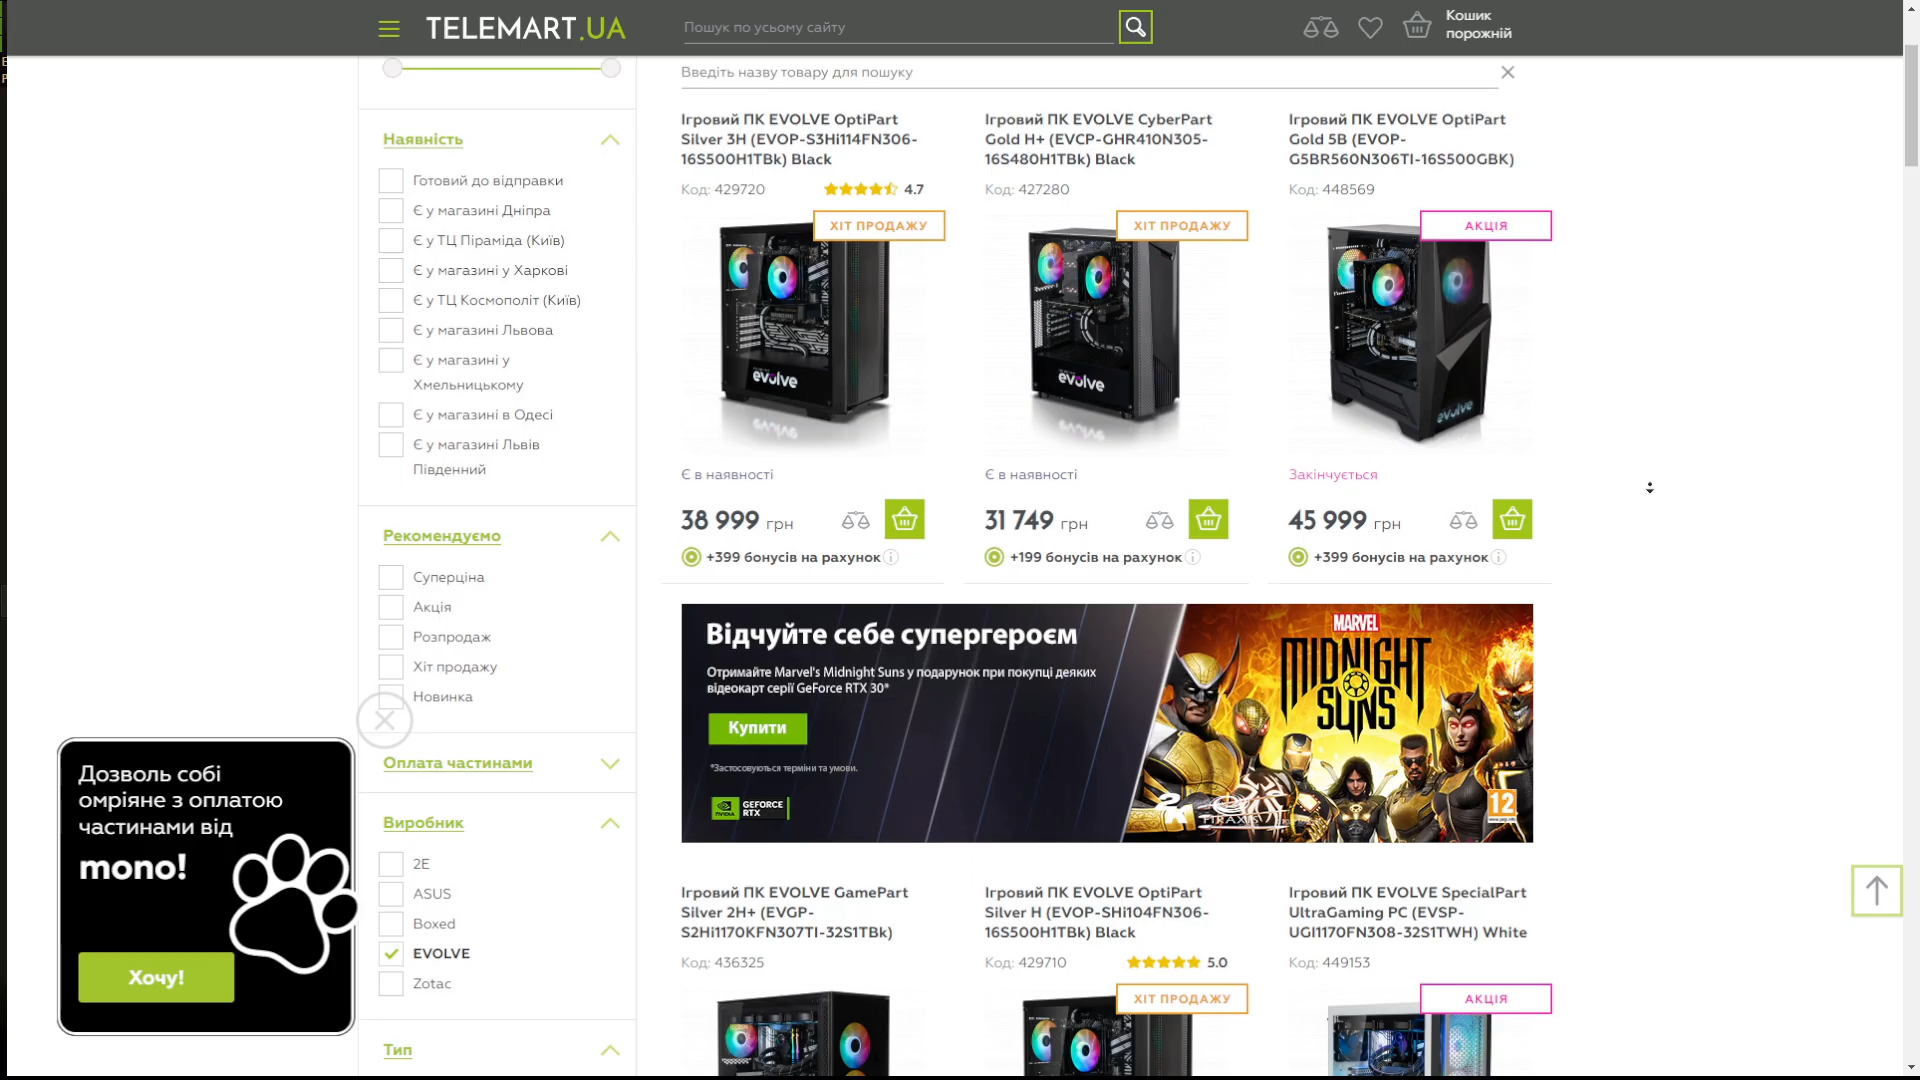 TELEMART.UA
Пошук по усьому сайту
Кошик
порожній
Введіть назву товару для пошуку
Наявність
Готовий до відправки
Є у магазині Дніпра
Є у ТЦ Піраміда (Київ)
Є у магазині у Харкові
Є у ТЦ Космополіт (Київ)
Є у магазині Львова
Є у магазині у
Хмельницькому
Є у магазині в Одесі
Є у магазині Львів
Південний
Рекомендуємо
Суперціна
Акція
Розпродаж
Хіт продажу
Новинка
Оплата частинами
Виробник
2E
ASUS
Boxed
EVOLVE
Zotac
Тип
Дозволь собі
омріяне з оплатою
частинами від
mono!
Хочу!
Ігровий ПК EVOLVE OptiPart
Silver 3H (EVOP-S3Hi114FN306-
16S500H1TBk) Black
Код: 429720
4.7
ХІТ ПРОДАЖУ
evolve
Є в наявності
38 999 грн
+399 бонусів на рахунок
Ігровий ПК EVOLVE CyberPart
Gold H+ (EVCP-GHR410N305-
16S480H1TBk) Black
Код: 427280
ХІТ ПРОДАЖУ
evolve
Є в наявності
31 749 грн
+199 бонусів на рахунок
Ігровий ПК EVOLVE OptiPart
Gold 5B (EVOP-
G5BR560N306TI-16S500GBK)
Код: 448569
АКЦІЯ
evolve
Закінчується
45 999 грн
+399 бонусів на рахунок
Відчуйте себе супергероєм
Отримайте Marvel's Midnight Suns у подарунок при покупці деяких
відеокарт серії GeForce RTX 30*
Купити
*Застосовуються терміни та умови.
NVIDIA
GEFORCE
RTX
MARVEL
MIDNIGHT
SUNS
2K
FIRAXIS
12
Ігровий ПК EVOLVE GamePart
Silver 2H+ (EVGP-
S2Hi1170KFN307TI-32S1TBk)
Код: 436325
Ігровий ПК EVOLVE OptiPart
Silver H (EVOP-SHi104FN306-
16S500H1TBk) Black
Код: 429710
5.0
ХІТ ПРОДАЖУ
Ігровий ПК EVOLVE SpecialPart
UltraGaming PC (EVSP-
UGI1170FN308-32S1TWH) White
Код: 449153
АКЦІЯ